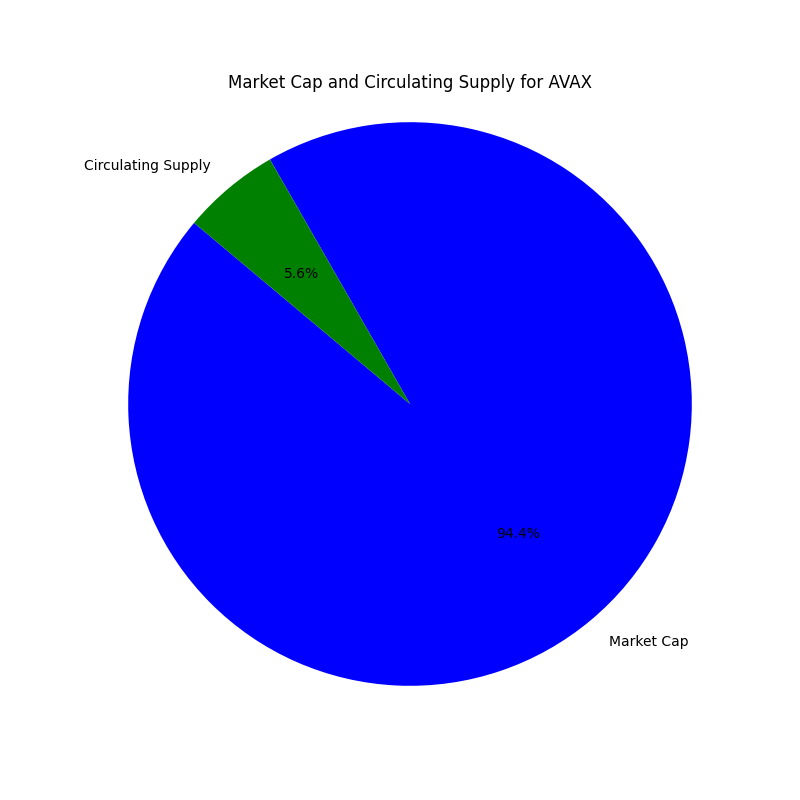 Market Cap and Circulating Supply for AVAX
Circulating Supply
5.6%
94.4%
Market Cap